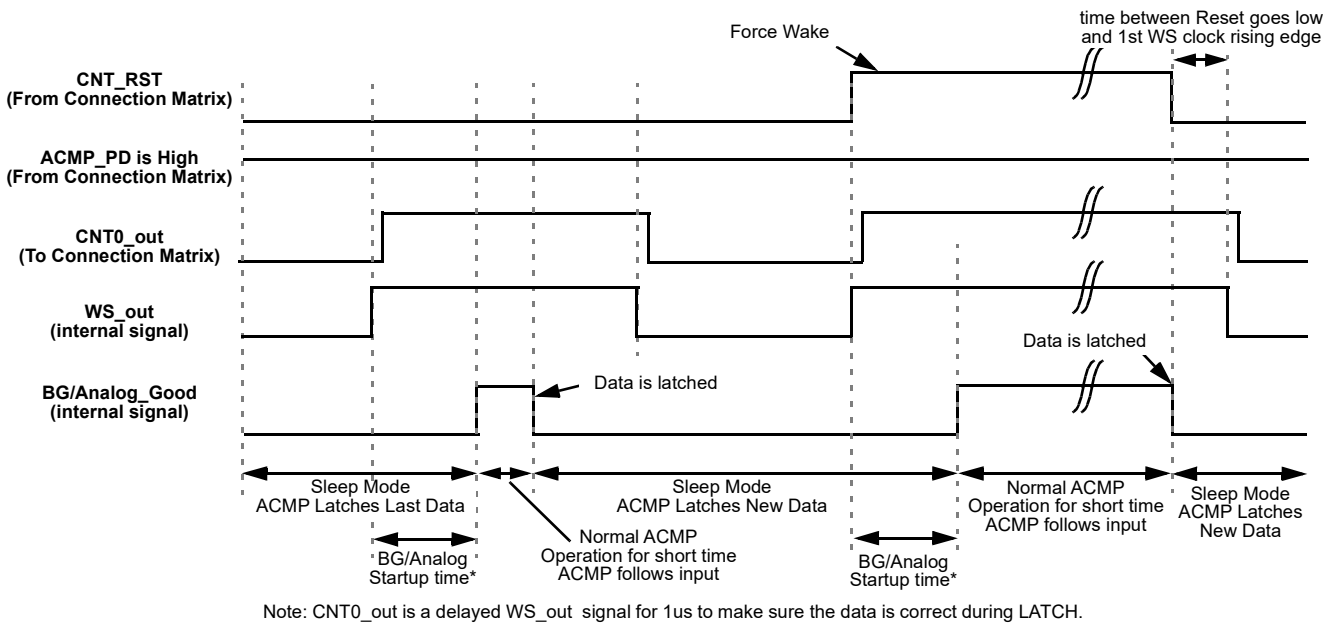 time between Reset goes low
and 1st WS clock rising edge
Force Wake
CNT_RST
(From Connection Matrix)
ACMP_PD is High
(From Connection Matrix)
CNT0_out
(To Connection Matrix)
WS_out
(internal signal)
Data is latched
BG/Analog_Good
(internal signal)
Data is latched
Sleep Mode
ACMP Latches Last Data
Sleep Mode
ACMP Latches New Data
Normal ACMP
Operation for short time
ACMP follows input
Sleep Mode
ACMP Latches
New Data
BG/Analog
Startup time*
Normal ACMP
Operation for short time
ACMP follows input
BG/Analog
Startup time*
Note: CNT0_out is a delayed WS_out signal for 1us to make sure the data is correct during LATCH.